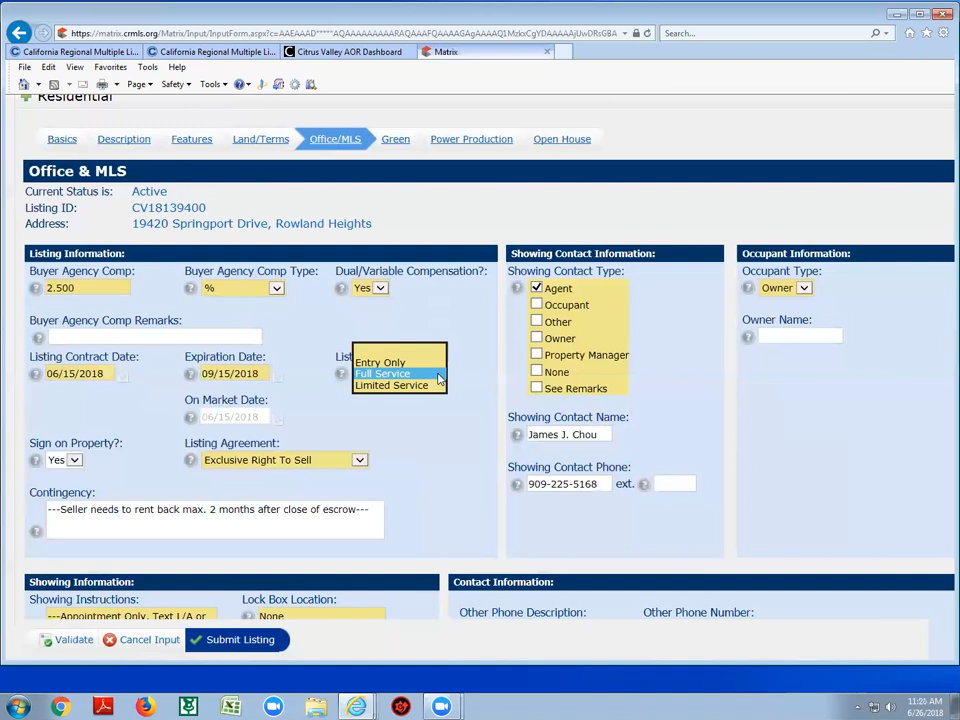 https://matrix.crmls.org/Matrix/Input/InputForm.aspx?c=
Search...
California Regional Multiple Li...
California Regional Multiple Li...
Citrus Valley AOR Dashboard
Matrix
File Edit View Favorites Tools Help
Page Safety Tools
Residential
Basics Description Features Land/Terms Office/MLS Green Power Production Open House
Office & MLS
Current Status is: Active
Listing ID: CV18139400
Address: 19420 Springport Drive, Rowland Heights
Listing Information:
Buyer Agency Comp: Buyer Agency Comp Type: Dual/Variable Compensation?:
2.500 % Yes
Buyer Agency Comp Remarks:
Listing Contract Date: Expiration Date: List
06/15/2018 09/15/2018
Entry Only
Full Service
Limited Service
On Market Date:
06/15/2018
Sign on Property?: Listing Agreement:
Yes Exclusive Right To Sell
Contingency:
---Seller needs to rent back max. 2 months after close of escrow---
Showing Contact Information:
Showing Contact Type:
Agent
Occupant
Other
Owner
Property Manager
None
See Remarks
Showing Contact Name:
James J. Chou
Showing Contact Phone:
909-225-5168 ext.
Occupant Information:
Occupant Type:
Owner
Owner Name:
Showing Information:
Showing Instructions: Lock Box Location:
---Appointment Only, Text L/A or None
Contact Information:
Other Phone Description: Other Phone Number:
Validate Cancel Input Submit Listing
11:26 AM
6/26/2018